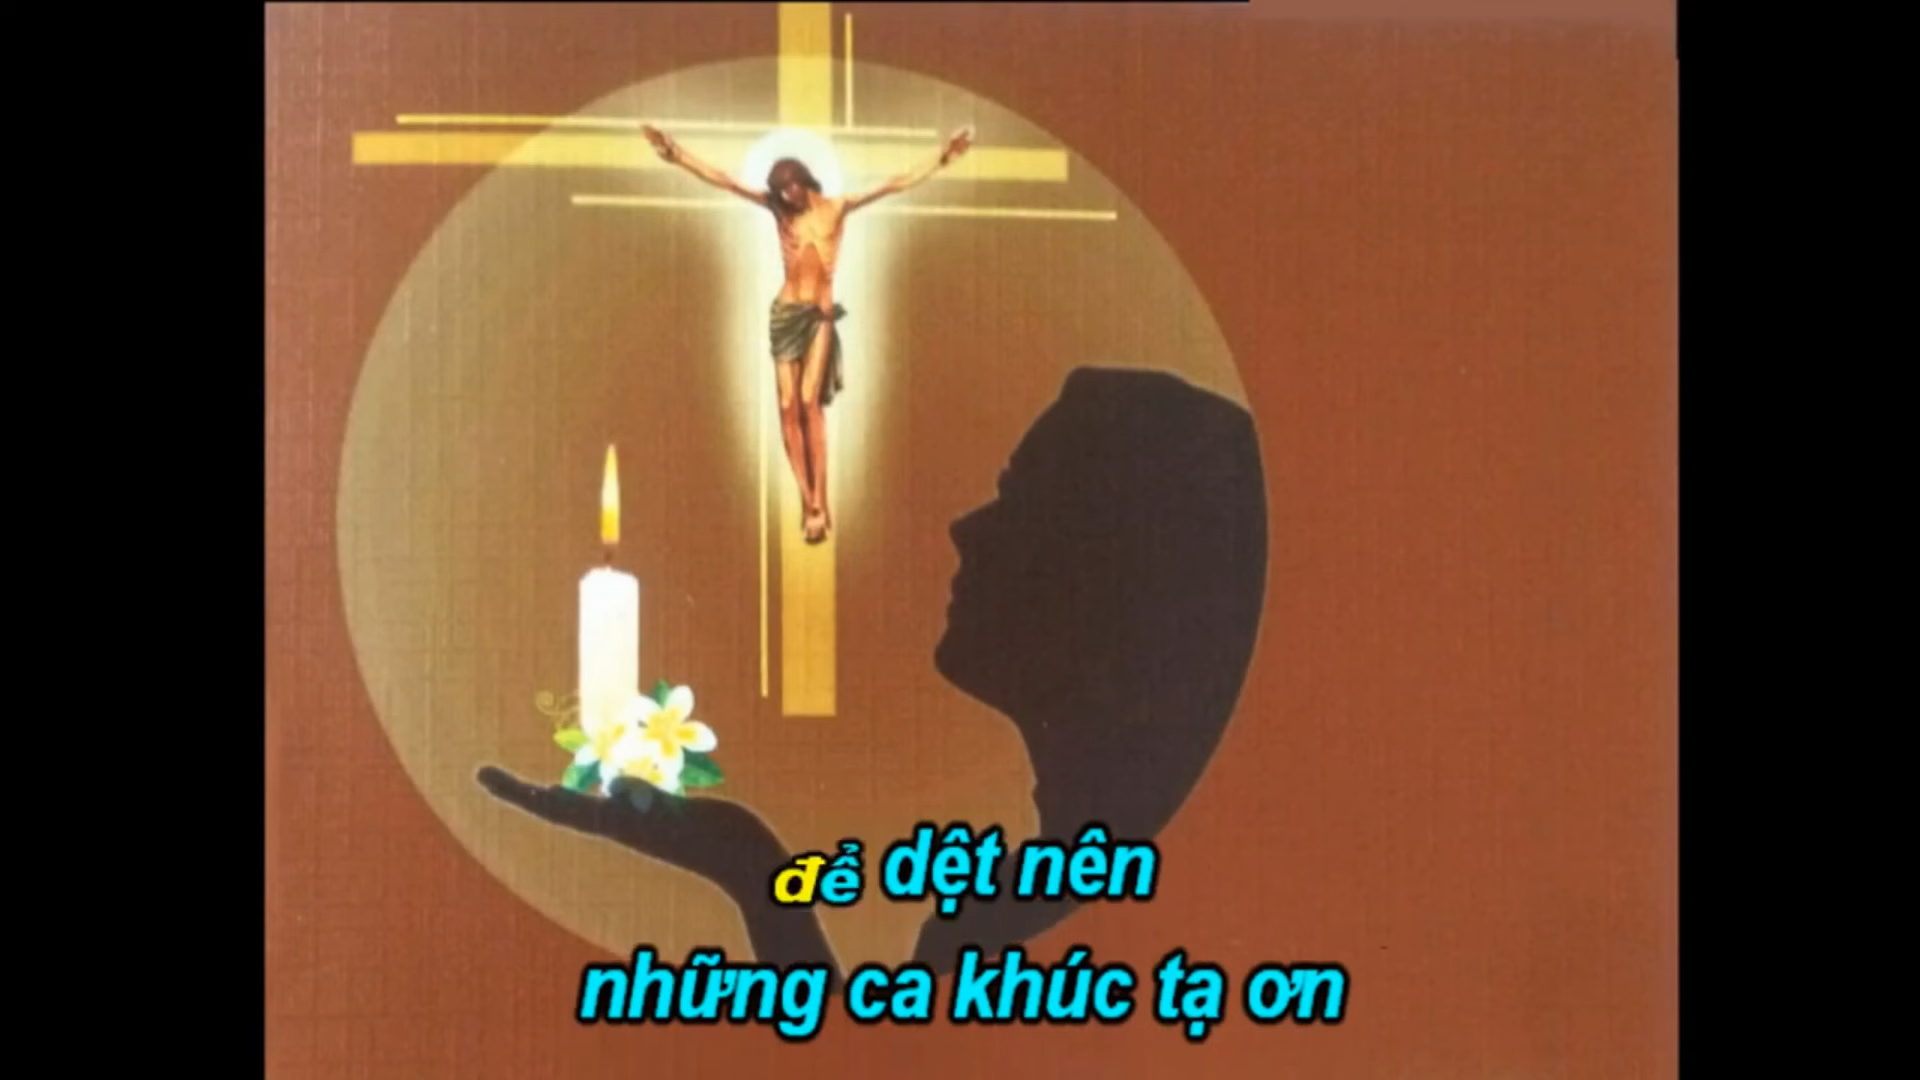 để dệt nên
những ca khúc tạ ơn